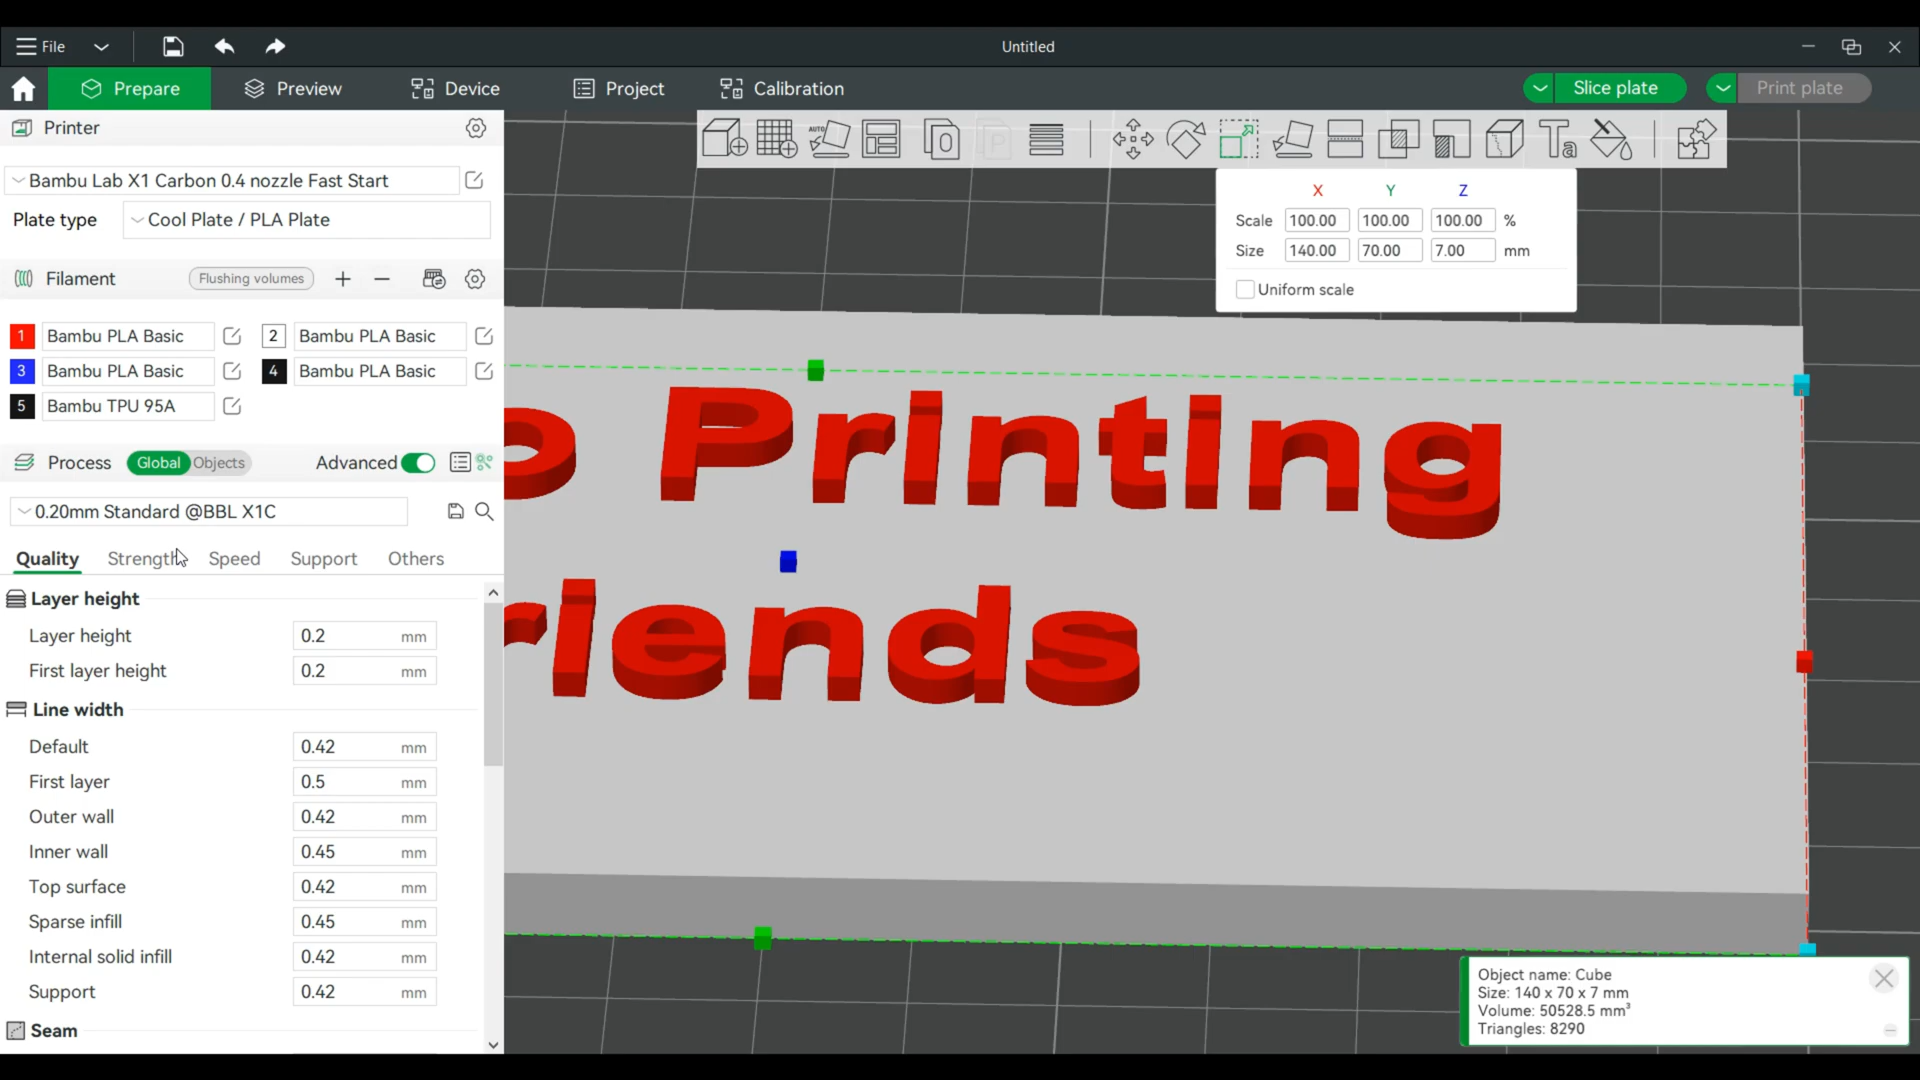 File
Untitled
Prepare
Preview
Device
Project
Calibration
Slice plate
Print plate
Printer
Bambu Lab X1 Carbon 0.4 nozzle Fast Start
Plate type
Cool Plate / PLA Plate
Filament
Flushing volumes
1 Bambu PLA Basic
2 Bambu PLA Basic
3 Bambu PLA Basic
4 Bambu PLA Basic
5 Bambu TPU 95A
Process
Global
Objects
Advanced
0.20mm Standard @BBL X1C
Quality
Strength
Speed
Support
Others
Layer height
Layer height 0.2 mm
First layer height 0.2 mm
Line width
Default 0.42 mm
First layer 0.5 mm
Outer wall 0.42 mm
Inner wall 0.45 mm
Top surface 0.42 mm
Sparse infill 0.45 mm
Internal solid infill 0.42 mm
Support 0.42 mm
Seam
AUTO
0
P
Ta
X Y Z
Scale 100.00 100.00 100.00 %
Size 140.00 70.00 7.00 mm
Uniform scale
o Printing
riends
Object name: Cube
Size: 140 x 70 x 7 mm
Volume: 50528.5 mm³
Triangles: 8290